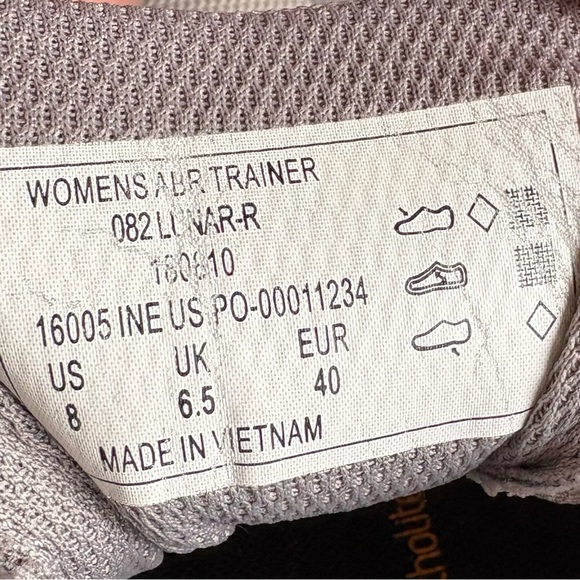 WOMENS ABR TRAINER
082 LUNAR-R
180810
16005 INE US PO-00011234
US UK EUR
8 6.5 40
MADE IN VIETNAM